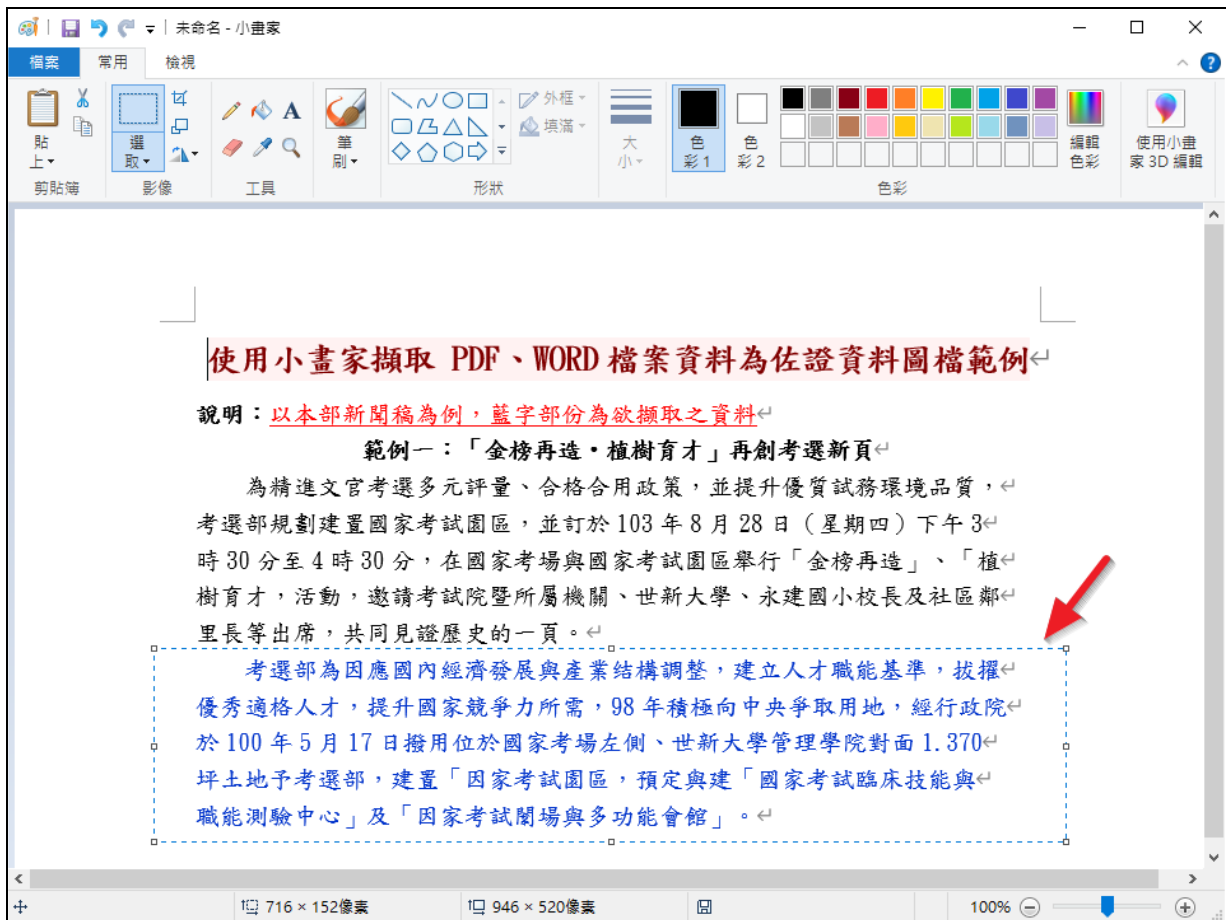 未命名 - 小畫家
檔案 常用 檢視
貼上 選取 筆刷 外框 填滿 大小 色彩 1 色彩 2 編輯色彩 使用小畫家 3D 編輯
剪貼簿 影像 工具 形狀 色彩
使用小畫家擷取 PDF、WORD 檔案資料為佐證資料圖檔範例
說明：以本部新聞稿為例，藍字部份為欲擷取之資料
範例一：「金榜再造・植樹育才」再創考選新頁
為精進文官考選多元評量、合格合用政策，並提升優質試務環境品質，
考選部規劃建置國家考試園區，並訂於 103 年 8 月 28 日（星期四）下午 3
時 30 分至 4 時 30 分，在國家考場與國家考試園區舉行「金榜再造」、「植
樹育才，活動，邀請考試院暨所屬機關、世新大學、永建國小校長及社區鄰
里長等出席，共同見證歷史的一頁。
考選部為因應國內經濟發展與產業结構調整，建立人才職能基準，拔擢
優秀適格人才，提升國家競爭力所需，98 年積極向中央爭取用地，經行政院
於 100 年 5 月 17 日撥用位於國家考場左側、世新大學管理學院對面 1.370
坪土地予考選部，建置「因家考試園區，預定與建「國家考試臨床技能與
職能測驗中心」及「因家考試闈場與多功能會館」。
716 × 152像素 946 × 520像素 100%